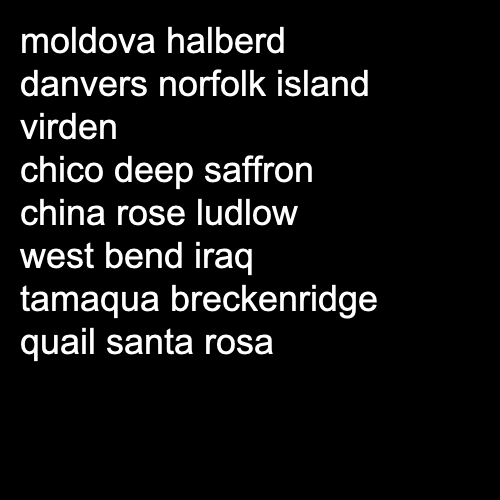 moldova halberd
danvers norfolk island
virden
chico deep saffron
china rose ludlow
west bend iraq
tamaqua breckenridge
quail santa rosa